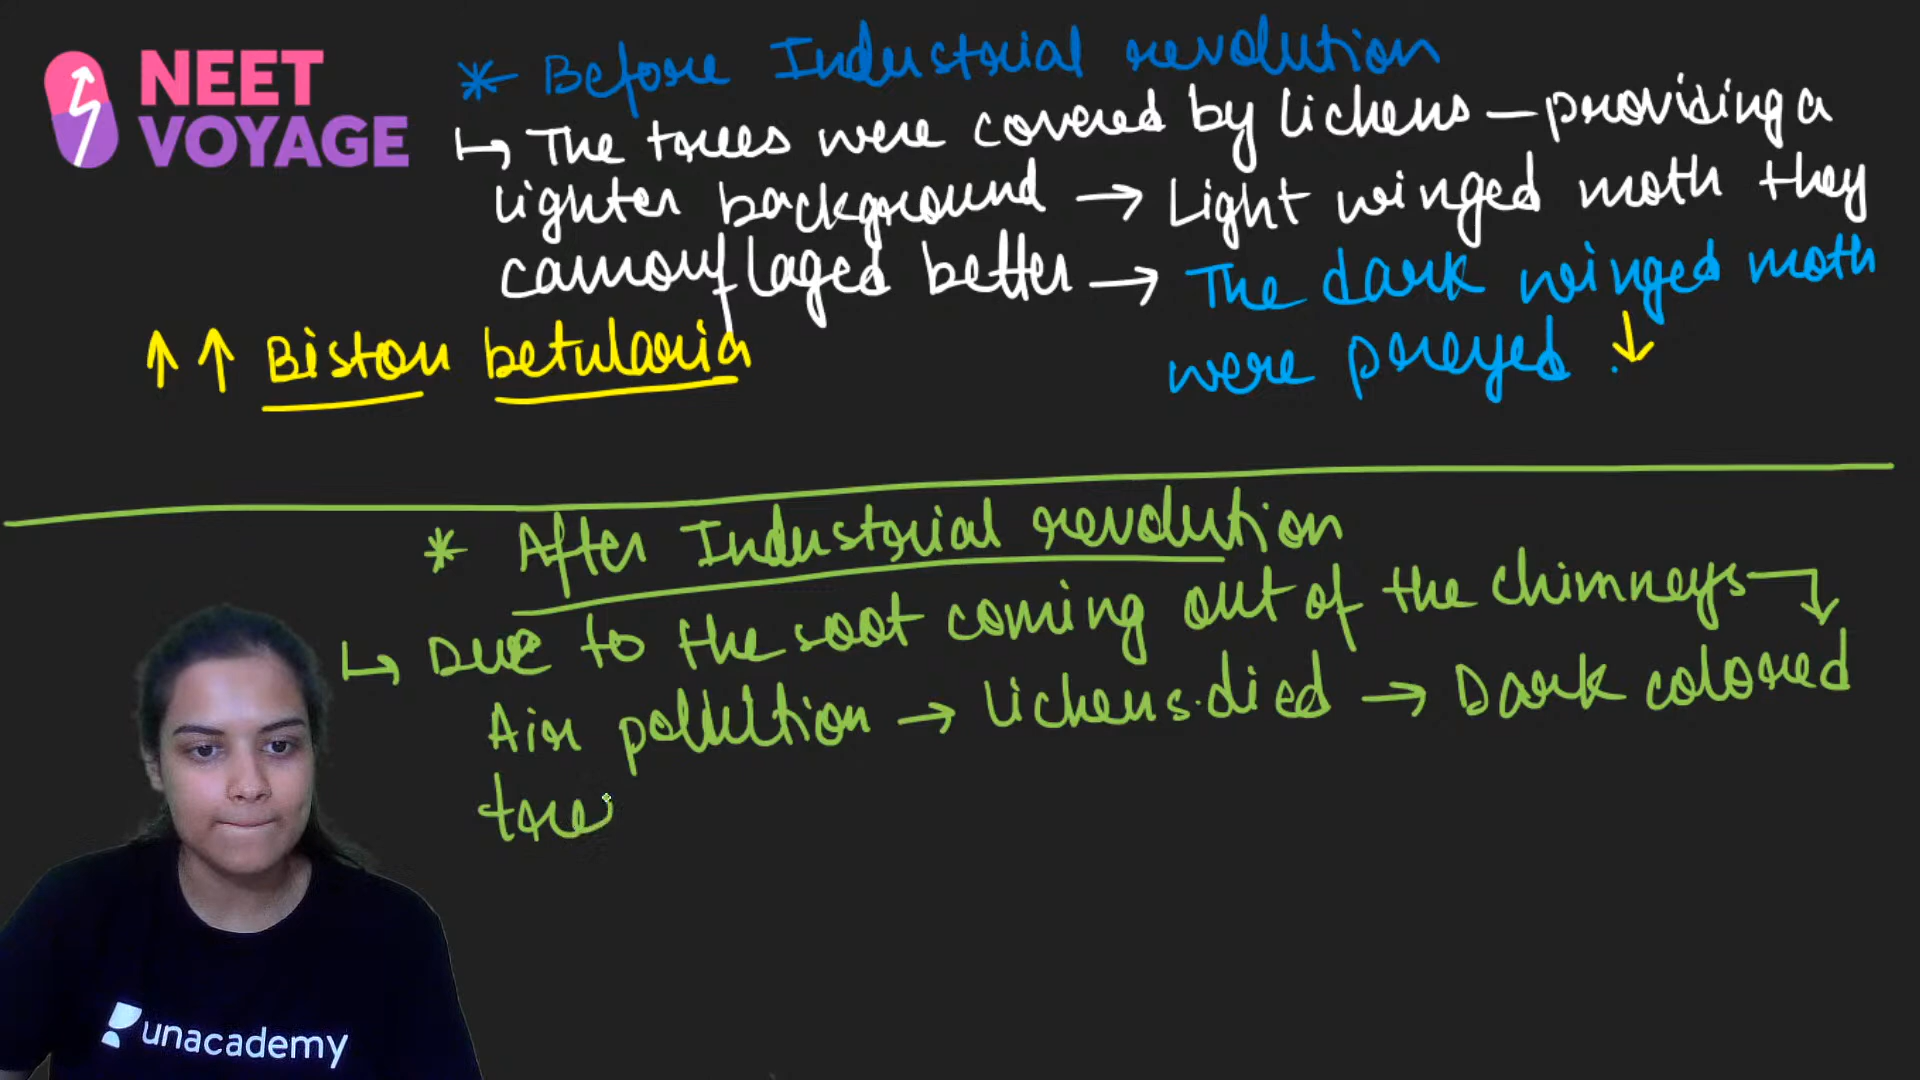 NEET
VOYAGE
* Before Industrial revolution
↳ The trees were covered by lichens – providing a
lighter background → Light winged moth they
camouflaged better → The dark winged moth
were preyed . ↓
↑ ↑ Biston betularia
* After Industrial revolution
↳ Due to the soot coming out of the chimneys
Air pollution → lichens died → Dark colored
tree
unacademy